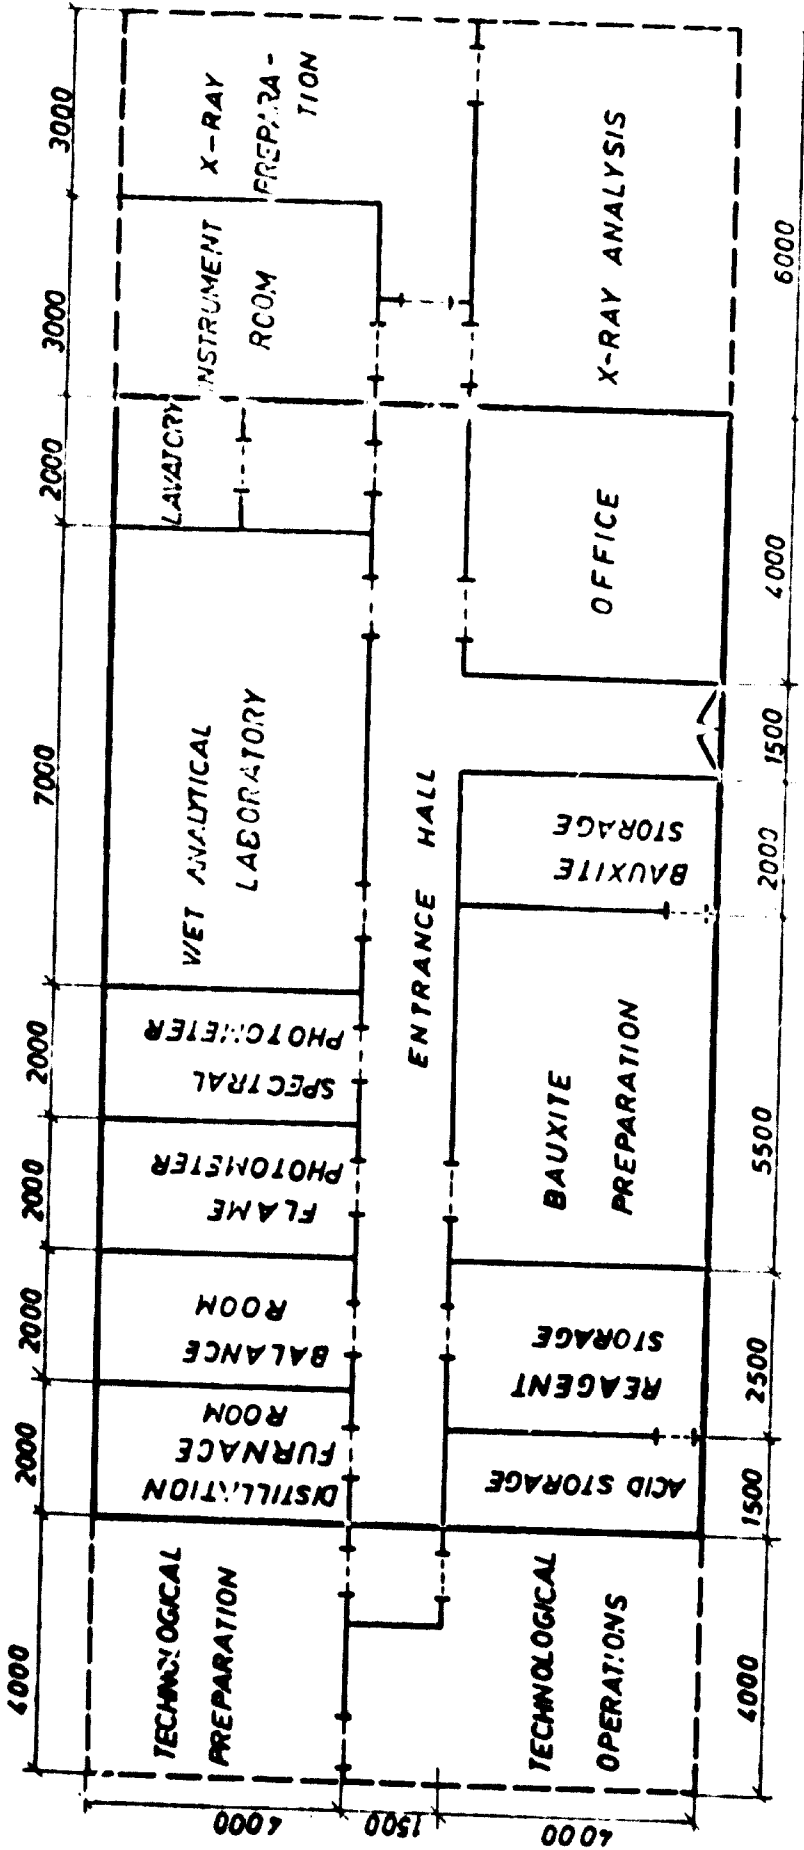 3000
3000
2000
7000
2000
2000
2000
2000
4000
X-RAY
PREPARA-
TION
INSTRUMENT
ROOM
LAVATORY
WET ANALYTICAL
LABORATORY
SPECTRAL
PHOTOMETER
FLAME
PHOTOMETER
BALANCE
ROOM
DISTILLATION
FURNACE
ROOM
TECHNOLOGICAL
PREPARATION
ENTRANCE HALL
X-RAY ANALYSIS
OFFICE
BAUXITE
STORAGE
BAUXITE
PREPARATION
REAGENT
STORAGE
ACID STORAGE
TECHNOLOGICAL
OPERATIONS
6000
4000
1500
2000
5500
2500
1500
4000
4000
1500
4000